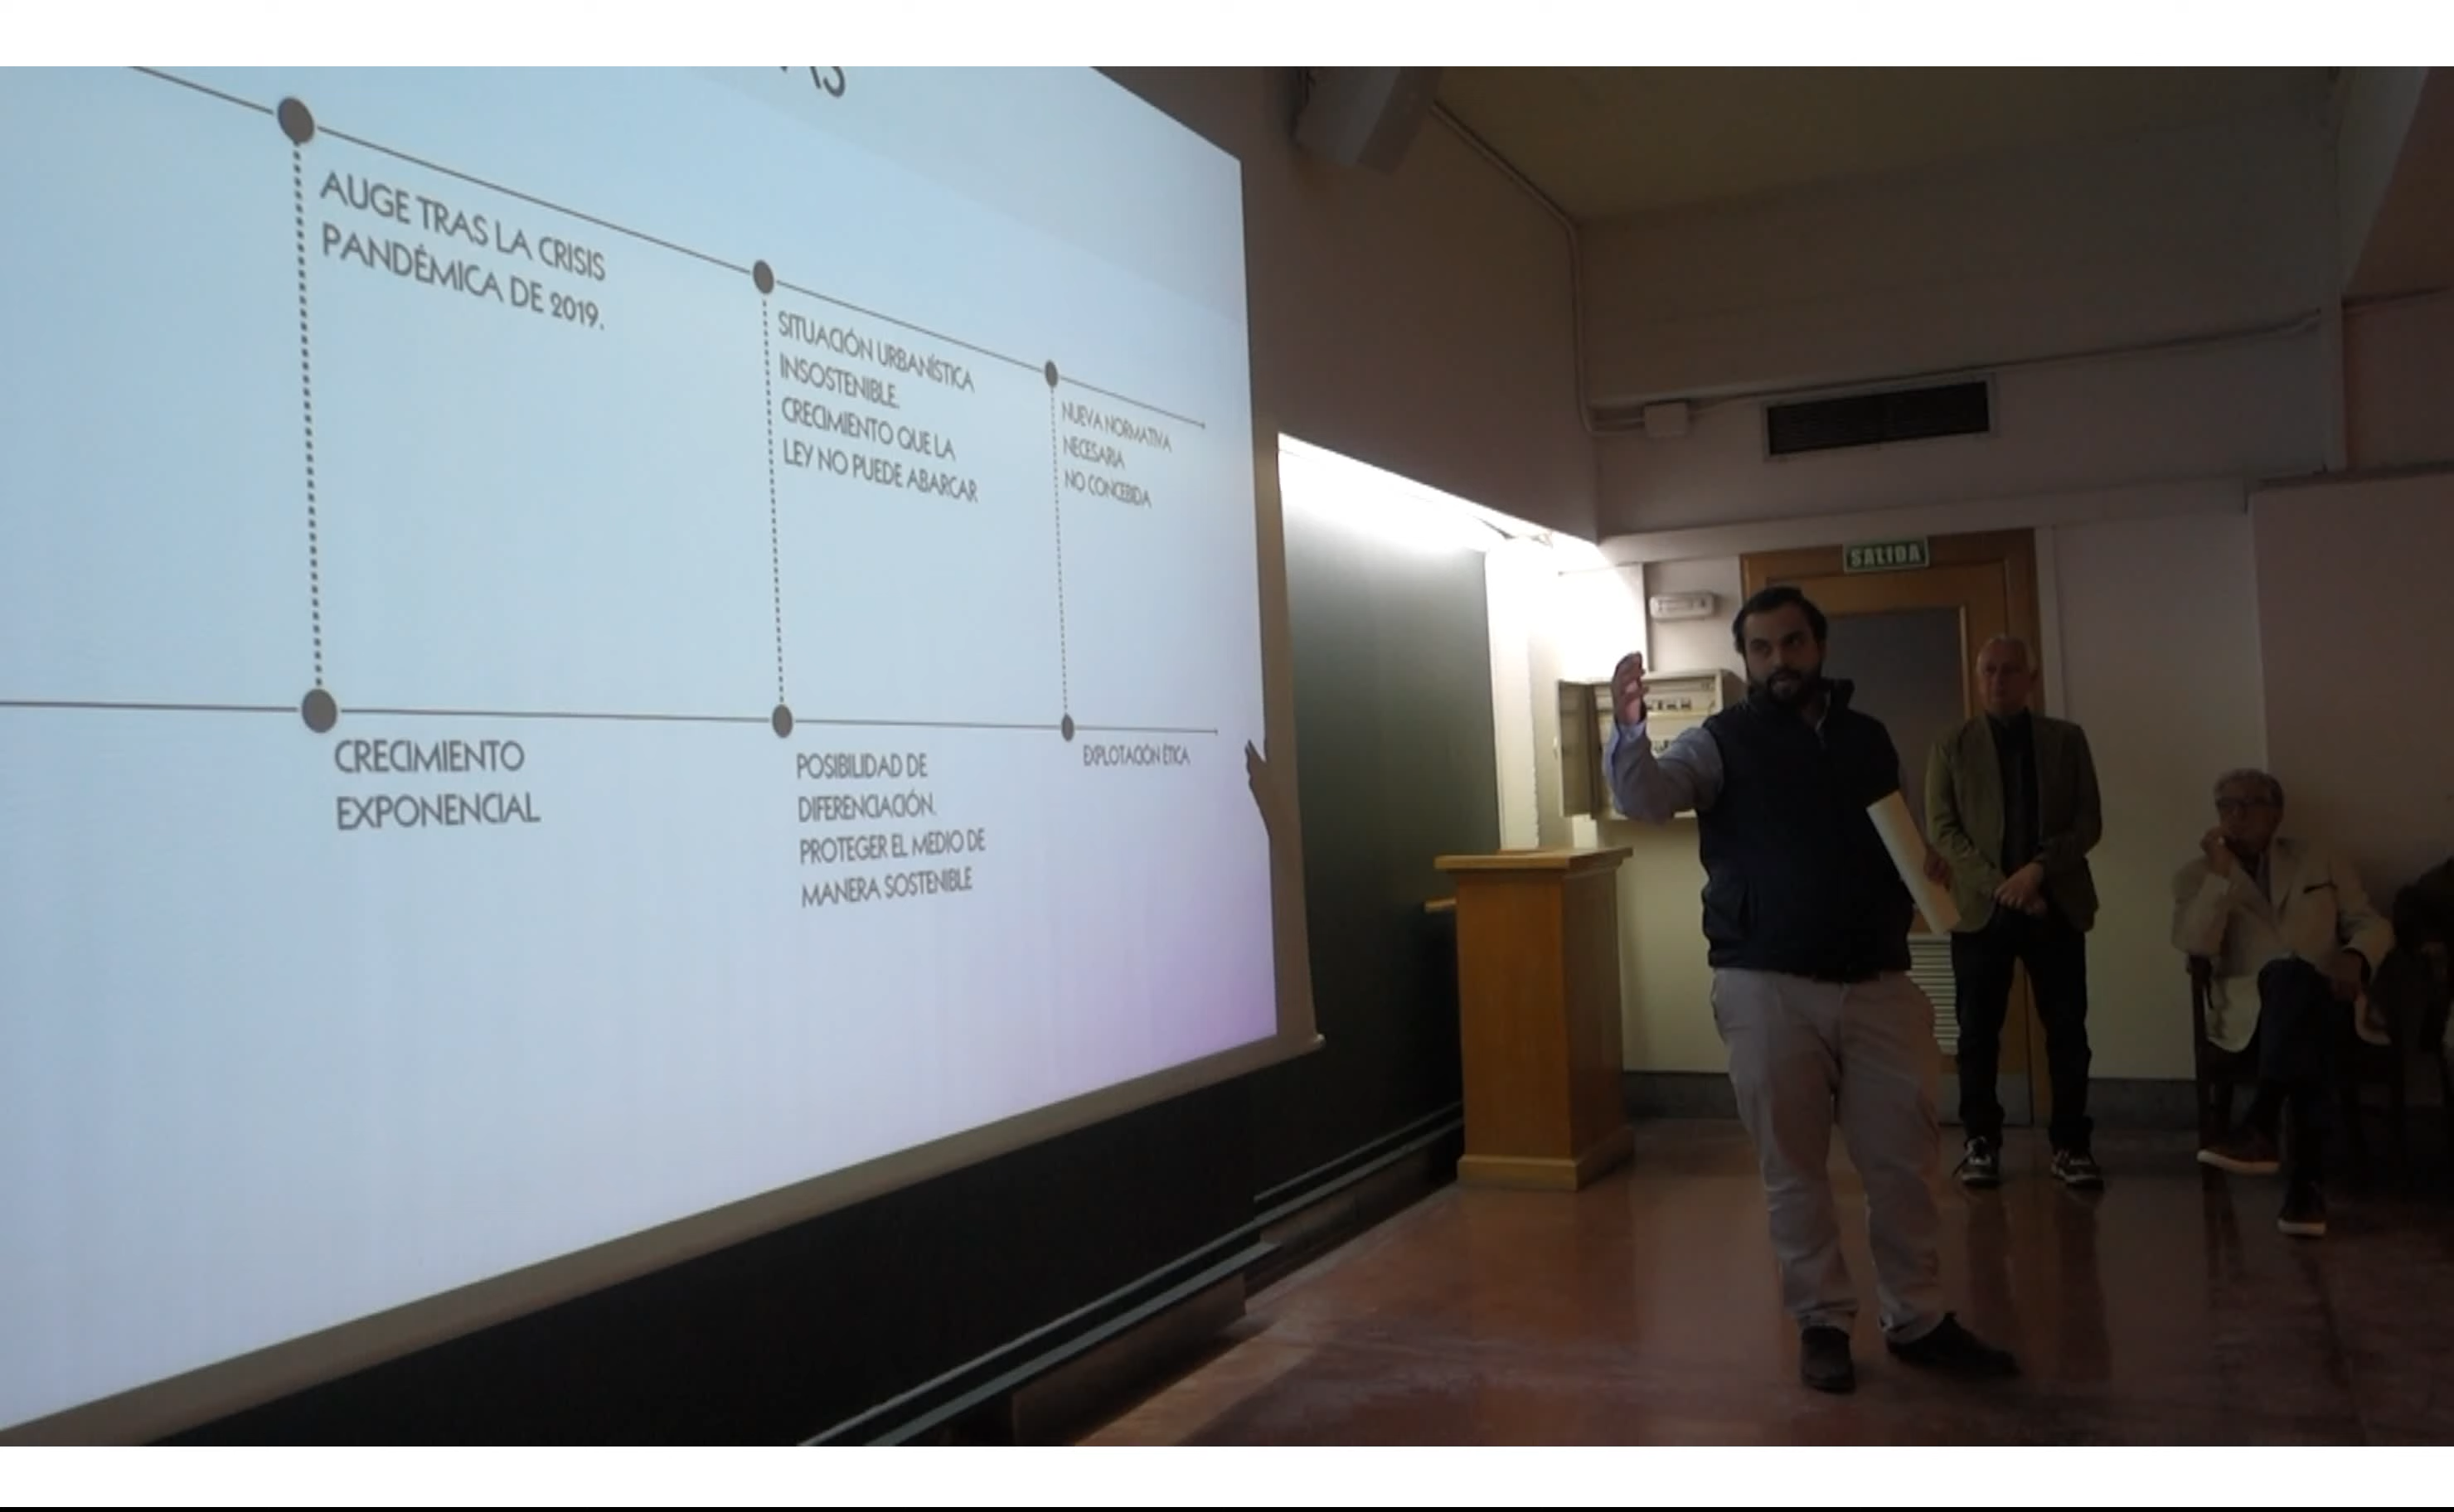 AUGE TRAS LA CRISIS
PANDÉMICA DE 2019.
SITUACIÓN URBANÍSTICA
INSOSTENIBLE.
CRECIMIENTO QUE LA
LEY NO PUEDE ABARCAR
NUEVA NORMATIVA
NECESARIA
NO CONCEBIDA
CRECIMIENTO
EXPONENCIAL
POSIBILIDAD DE
DIFERENCIACIÓN.
PROTEGER EL MEDIO DE
MANERA SOSTENIBLE
EXPLOTACIÓN ÉTICA
SALIDA